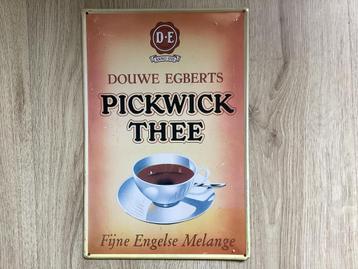 D·E
DOUWE EGBERTS
PICKWICK
THEE
Fijne Engelse Melange